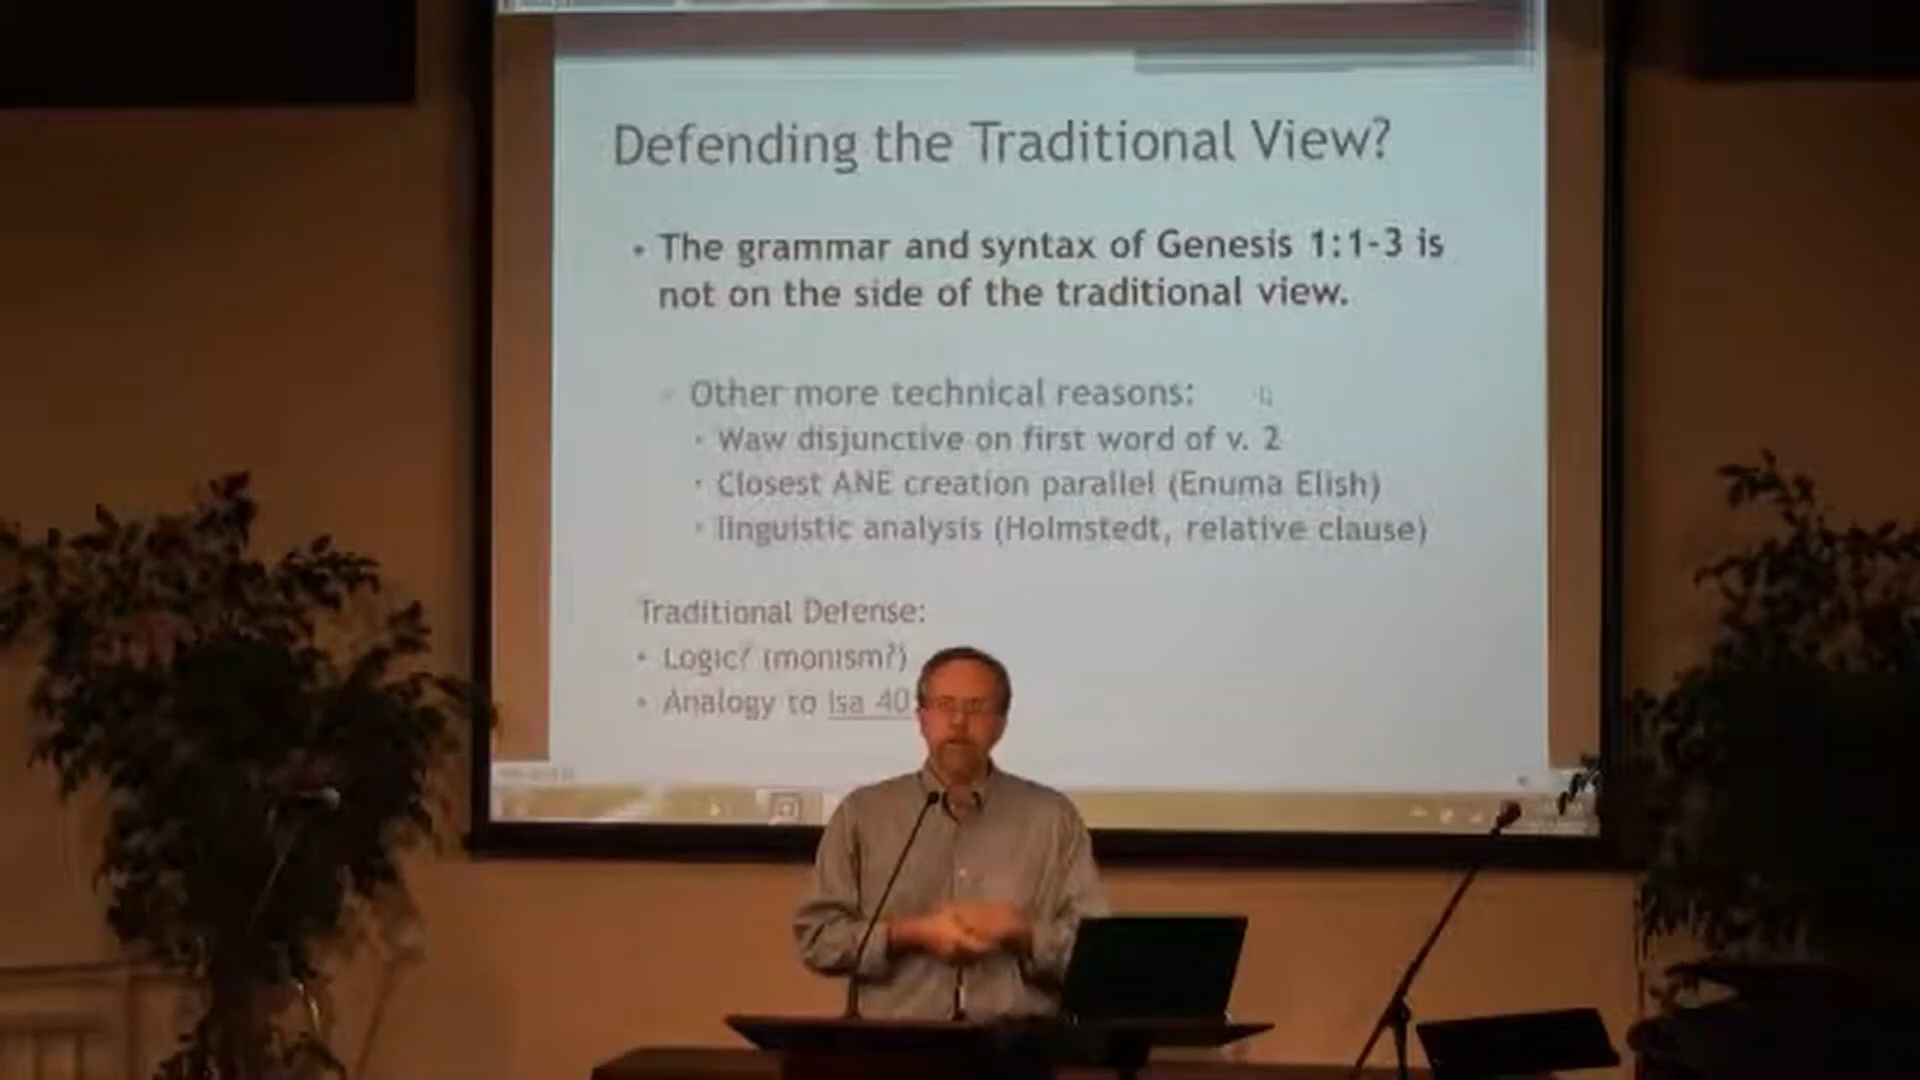 Defending the Traditional View?
• The grammar and syntax of Genesis 1:1-3 is
not on the side of the traditional view.
Other more technical reasons:
• Waw disjunctive on first word of v. 2
• Closest ANE creation parallel (Enuma Elish)
• linguistic analysis (Holmstedt, relative clause)
Traditional Defense:
• Logic? (monism?)
• Analogy to Isa 40